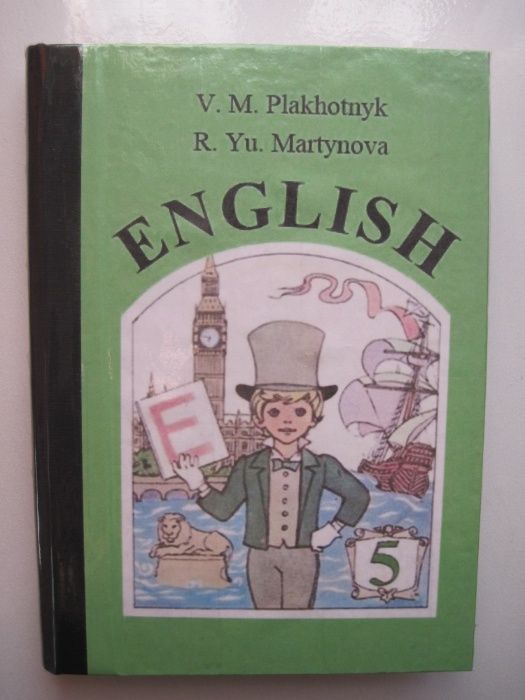 V. M. Plakhotnyk
R. Yu. Martynova
ENGLISH
E
5